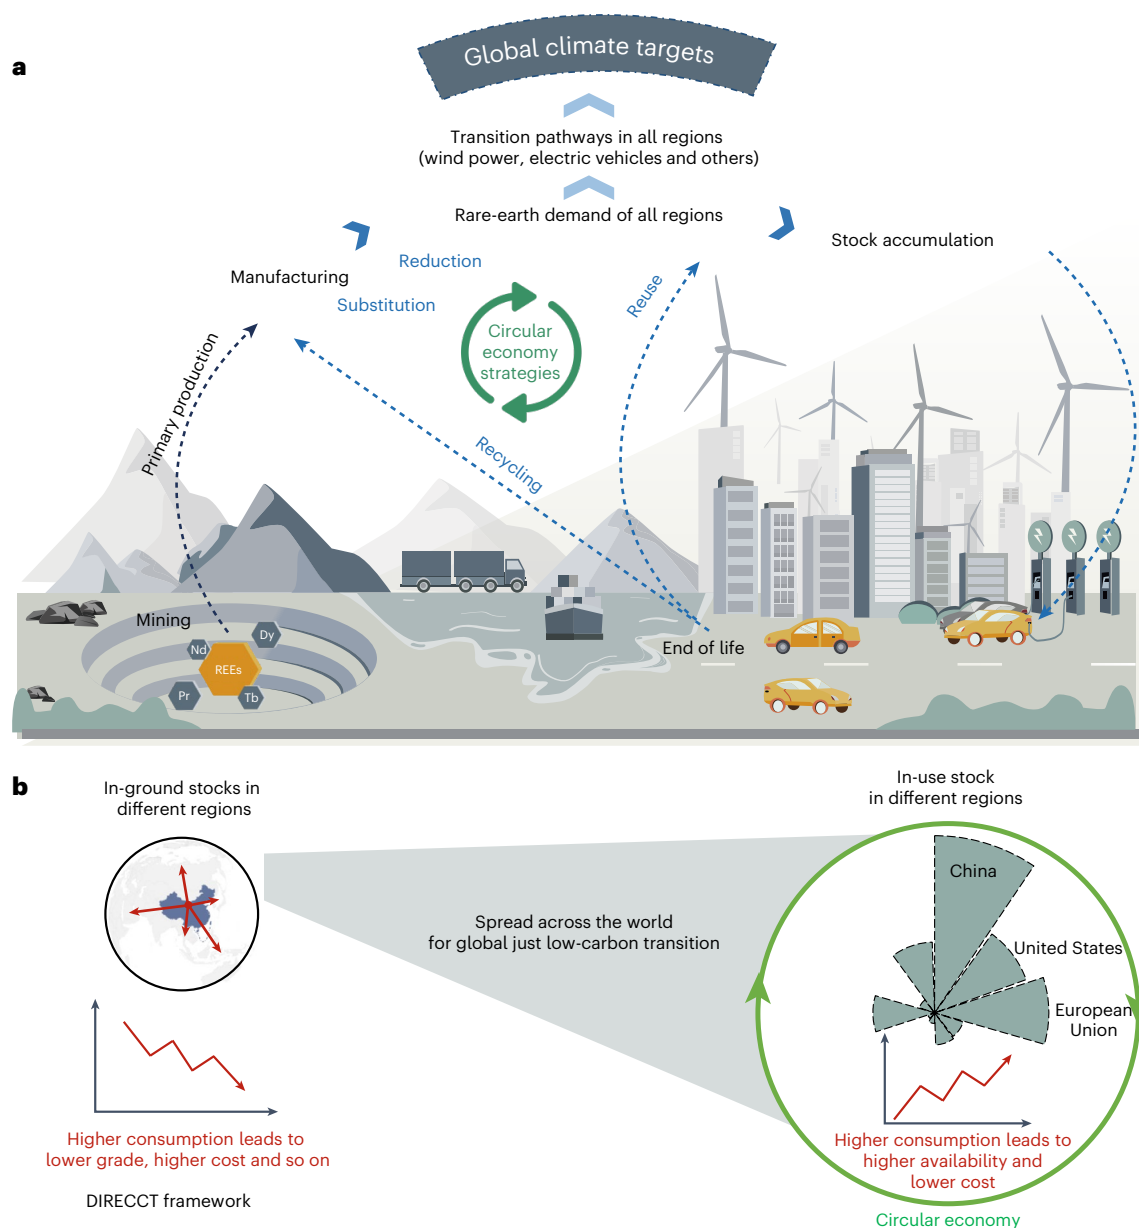 a
Global climate targets
Transition pathways in all regions
(wind power, electric vehicles and others)
Rare-earth demand of all regions
Stock accumulation
Reduction
Manufacturing
Substitution
Reuse
Circular
economy
strategies
Primary production
Recycling
Mining
End of life
Nd
Dy
REEs
Pr
Tb
b
In-ground stocks in
different regions
In-use stock
in different regions
China
Spread across the world
for global just low-carbon transition
United States
European
Union
Higher consumption leads to
lower grade, higher cost and so on
Higher consumption leads to
higher availability and
lower cost
DIRECCT framework
Circular economy